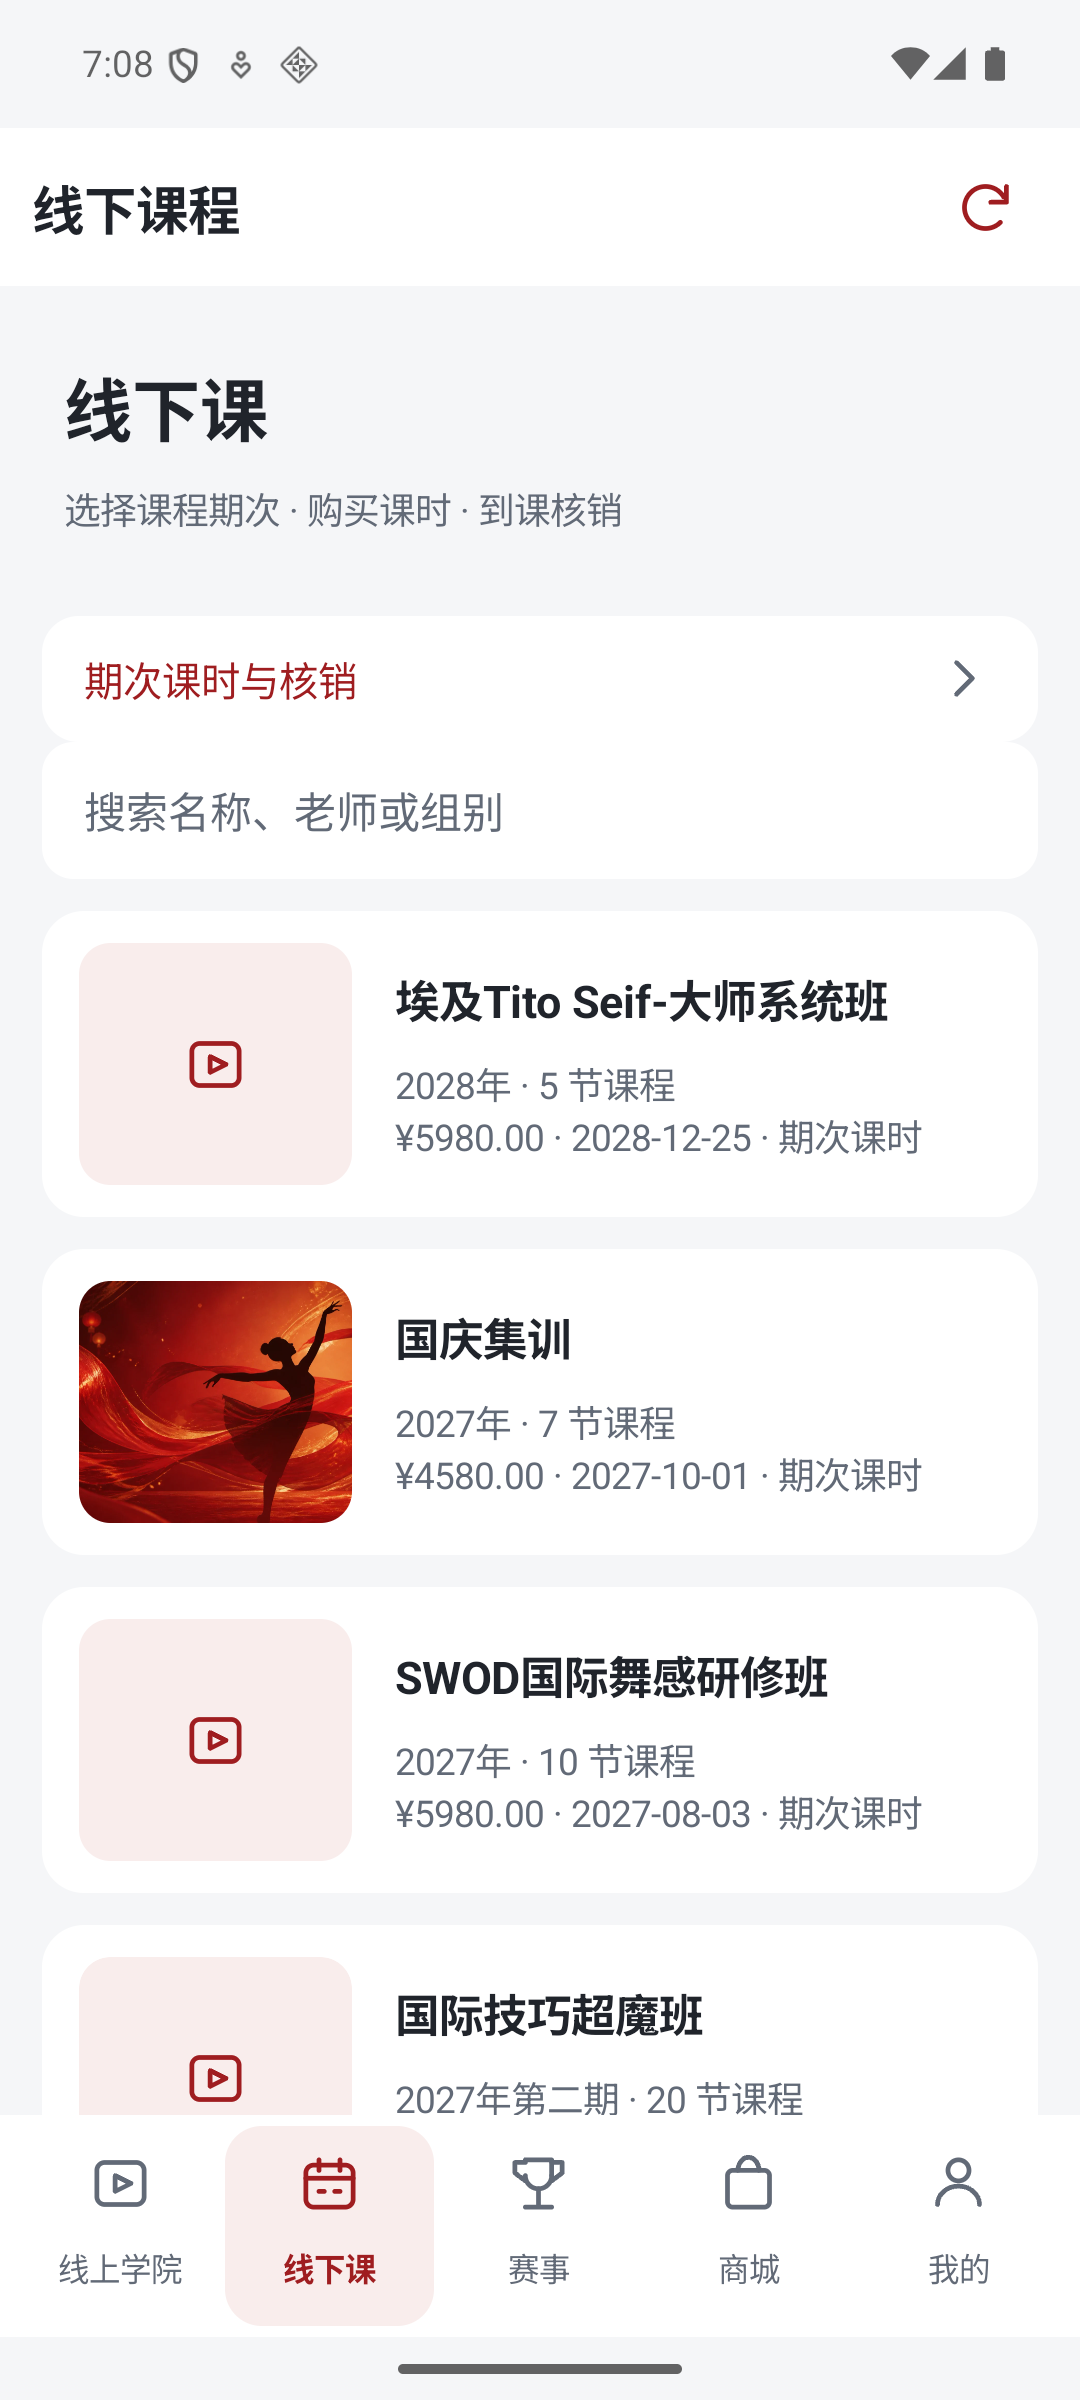 7:08
线下课程
线下课
选择课程期次 · 购买课时 · 到课核销
期次课时与核销
搜索名称、老师或组别
埃及Tito Seif-大师系统班
2028年 · 5 节课程
¥5980.00 · 2028-12-25 · 期次课时
国庆集训
2027年 · 7 节课程
¥4580.00 · 2027-10-01 · 期次课时
SWOD国际舞感研修班
2027年 · 10 节课程
¥5980.00 · 2027-08-03 · 期次课时
国际技巧超魔班
2027年第二期 · 20 节课程
线上学院
线下课
赛事
商城
我的